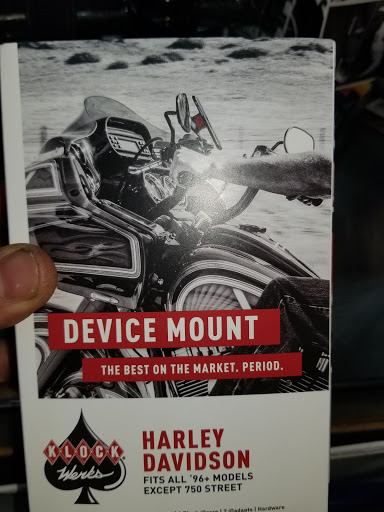 DEVICE MOUNT
THE BEST ON THE MARKET. PERIOD.
KLOCK
Werks
HARLEY
DAVIDSON
FITS ALL '96+ MODELS
EXCEPT 750 STREET
| Hardware